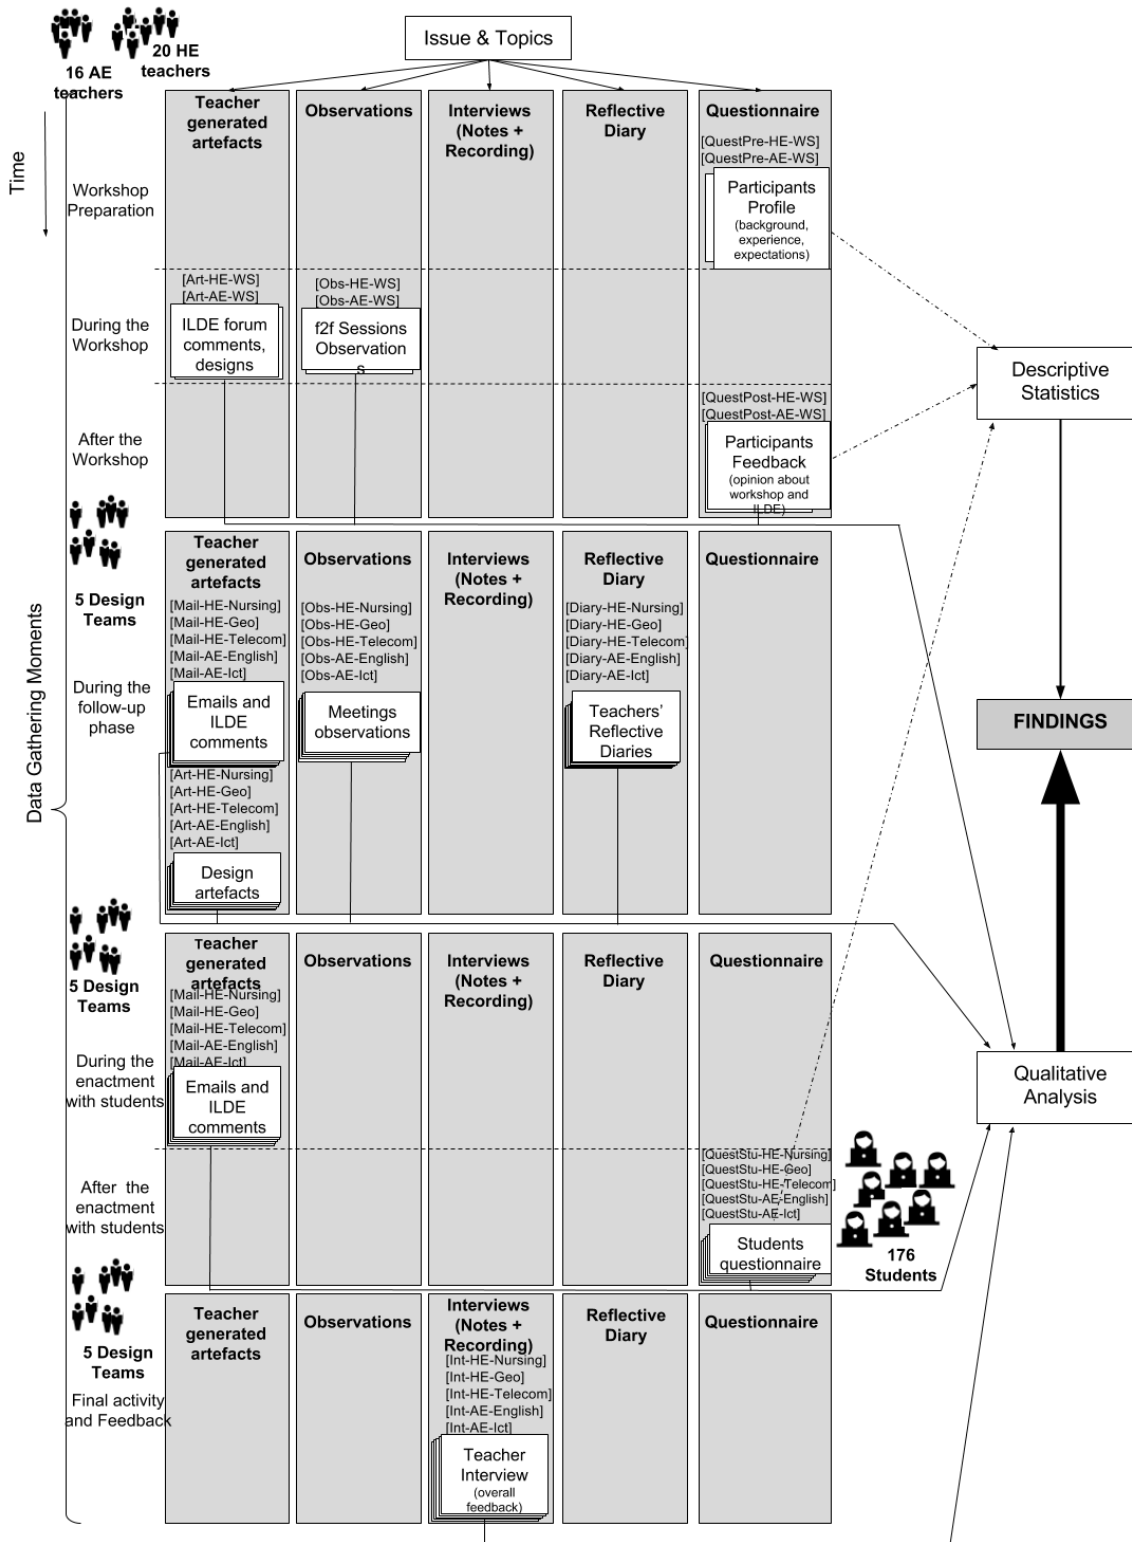 Issue & Topics
16 AE
teachers
20 HE
teachers
Time
Data Gathering Moments
Teacher
generated
artefacts
Observations
Interviews
(Notes +
Recording)
Reflective
Diary
Questionnaire
Workshop
Preparation
[QuestPre-HE-WS]
[QuestPre-AE-WS]
Participants
Profile
(background,
experience,
expectations)
During the
Workshop
[Art-HE-WS]
[Art-AE-WS]
ILDE forum
comments,
designs
[Obs-HE-WS]
[Obs-AE-WS]
f2f Sessions
Observation
s
Descriptive
Statistics
After the
Workshop
[QuestPost-HE-WS]
[QuestPost-AE-WS]
Participants
Feedback
(opinion about
workshop and
ILDE)
5 Design
Teams
During the
follow-up
phase
Teacher
generated
artefacts
Observations
Interviews
(Notes +
Recording)
Reflective
Diary
Questionnaire
[Mail-HE-Nursing]
[Mail-HE-Geo]
[Mail-HE-Telecom]
[Mail-AE-English]
[Mail-AE-Ict]
Emails and
ILDE
comments
[Obs-HE-Nursing]
[Obs-HE-Geo]
[Obs-HE-Telecom]
[Obs-AE-English]
[Obs-AE-Ict]
Meetings
observations
[Diary-HE-Nursing]
[Diary-HE-Geo]
[Diary-HE-Telecom]
[Diary-AE-English]
[Diary-AE-Ict]
Teachers’
Reflective
Diaries
FINDINGS
[Art-HE-Nursing]
[Art-HE-Geo]
[Art-HE-Telecom]
[Art-AE-English]
[Art-AE-Ict]
Design
artefacts
5 Design
Teams
During the
enactment
with students
Teacher
generated
artefacts
Observations
Interviews
(Notes +
Recording)
Reflective
Diary
Questionnaire
[Mail-HE-Nursing]
[Mail-HE-Geo]
[Mail-HE-Telecom]
[Mail-AE-English]
[Mail-AE-Ict]
Emails and
ILDE
comments
Qualitative
Analysis
After the
enactment
with students
[QuestStu-HE-Nursing]
[QuestStu-HE-Geo]
[QuestStu-HE-Telecom]
[QuestStu-AE-English]
[QuestStu-AE-Ict]
Students
questionnaire
176
Students
5 Design
Teams
Final activity
and Feedback
Teacher
generated
artefacts
Observations
Interviews
(Notes +
Recording)
Reflective
Diary
Questionnaire
[Int-HE-Nursing]
[Int-HE-Geo]
[Int-HE-Telecom]
[Int-AE-English]
[Int-AE-Ict]
Teacher
Interview
(overall
feedback)